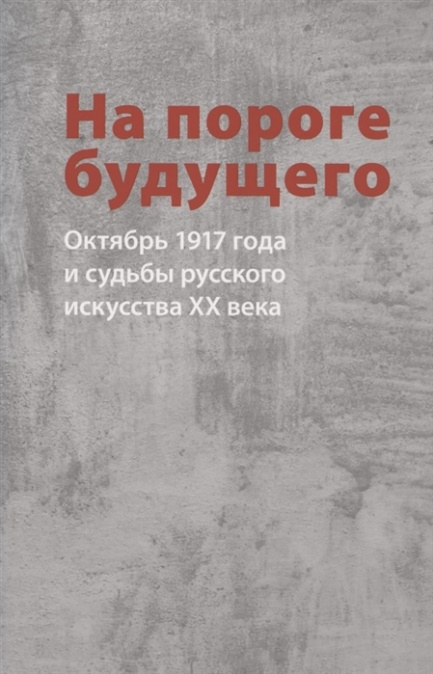 На пороге
будущего
Октябрь 1917 года
и судьбы русского
искусства XX века